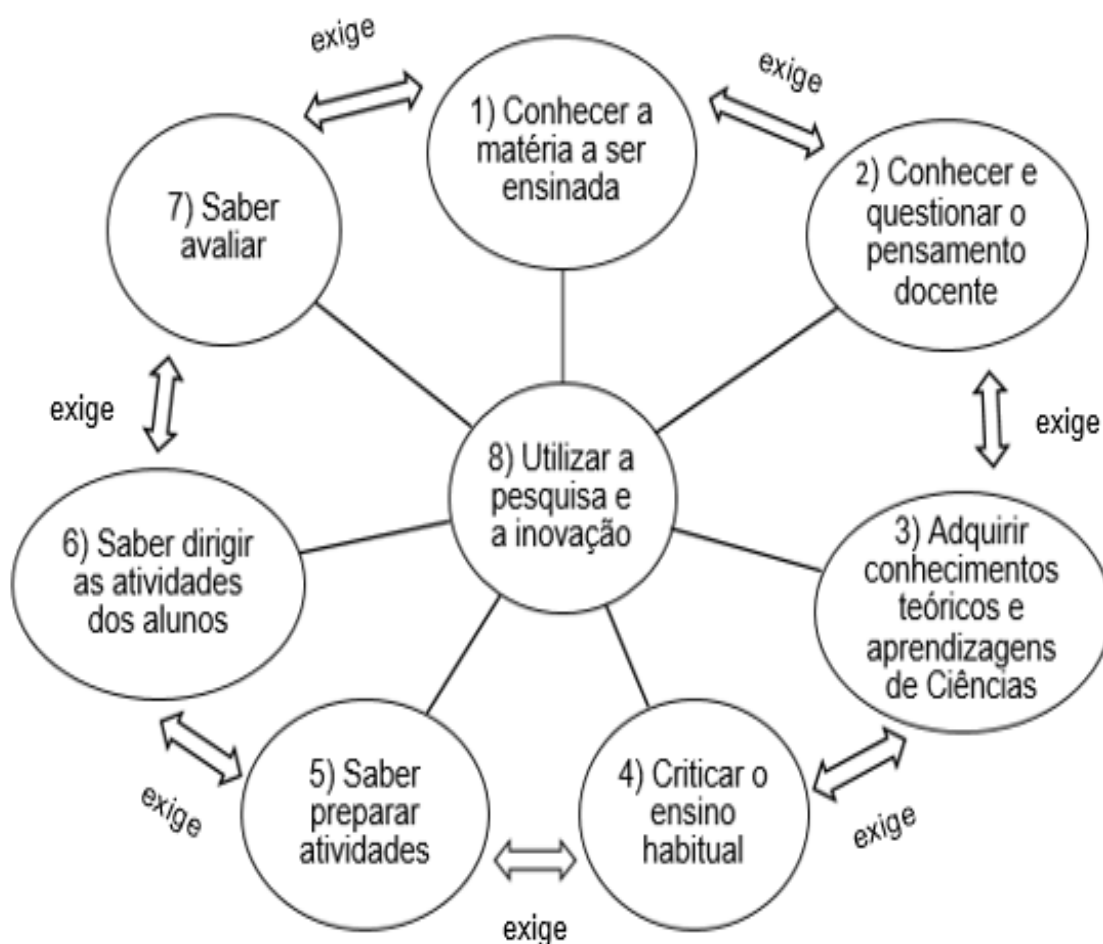 exige
exige
1) Conhecer a
matéria a ser
ensinada
2) Conhecer e
questionar o
pensamento
docente
7) Saber
avaliar
exige
exige
8) Utilizar a
pesquisa e
a inovação
3) Adquirir
conhecimentos
teóricos e
aprendizagens
de Ciências
6) Saber dirigir
as atividades
dos alunos
5) Saber
preparar
atividades
4) Criticar o
ensino
habitual
exige
exige
exige